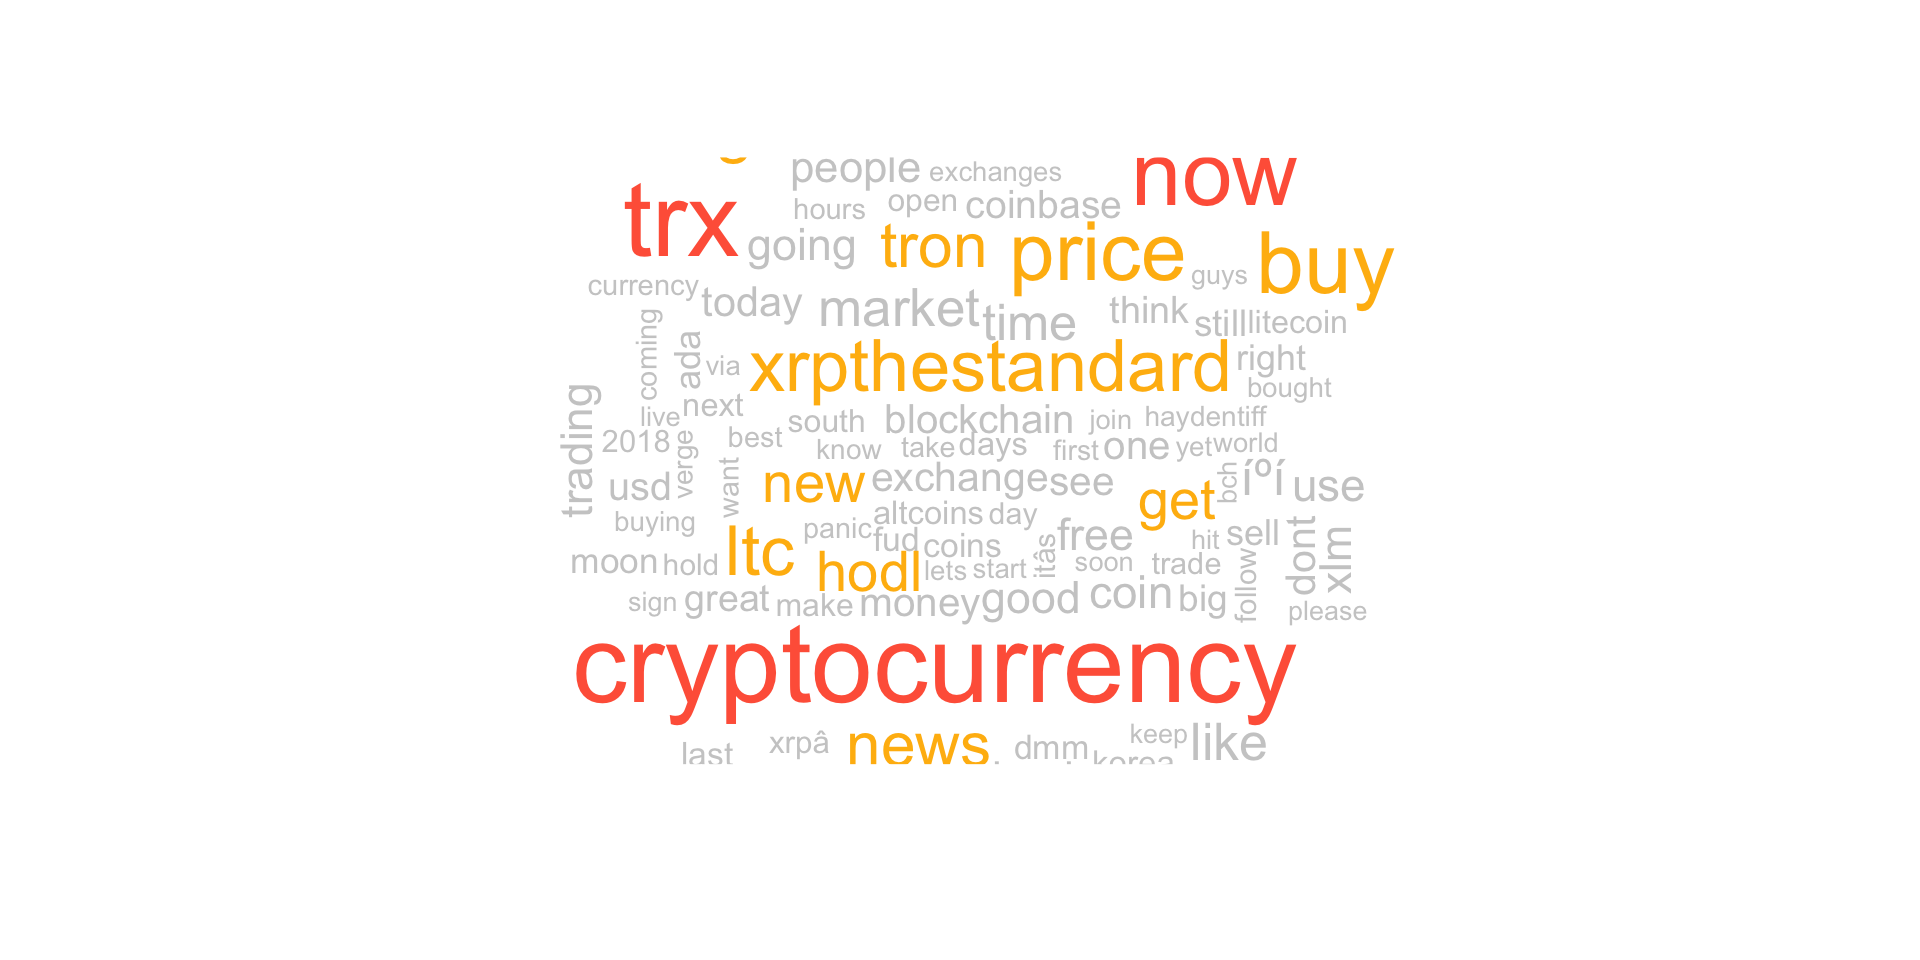 people exchanges now
trx hours open coinbase
going tron price guys buy
currency today market time think still litecoin
coming ada via xrpthestandard right
bought
trading live next south blockchain join haydentiff
2018 verge best know take days first one yet world
usd want new exchange see get bch íºí use
buying panic altcoins day
moon hold ltc fud coins itâs free hit sell dont xlm
hodl lets start soon trade follow
sign great make money good coin big please
cryptocurrency
last xrpâ news dmm keep like
korea